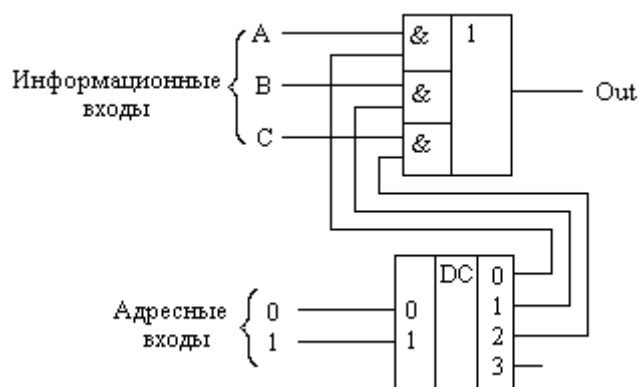 A & 1
Информационные входы
B & Out
C &
DC 0
Адресные входы
0 0 1
1 1 2
3